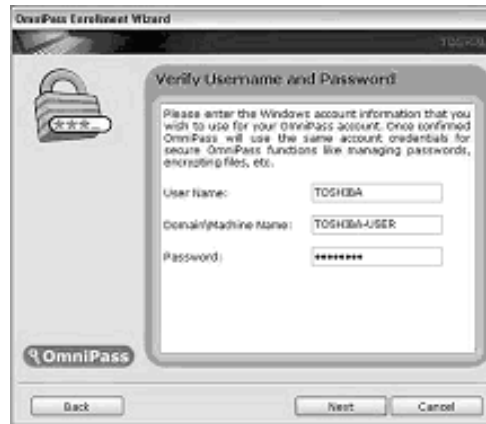 OmniPass Enrollment Wizard
TOSHIBA
Verify Username and Password
Please enter the Windows account information that you
wish to use for your OmniPass account. Once confirmed
OmniPass will use the same account credentials for
secure OmniPass functions like managing passwords,
encrypting files, etc.
User Name: TOSHIBA
Domain\Machine Name: TOSHIBA-USER
Password: ********
***_
OmniPass
Back Next Cancel